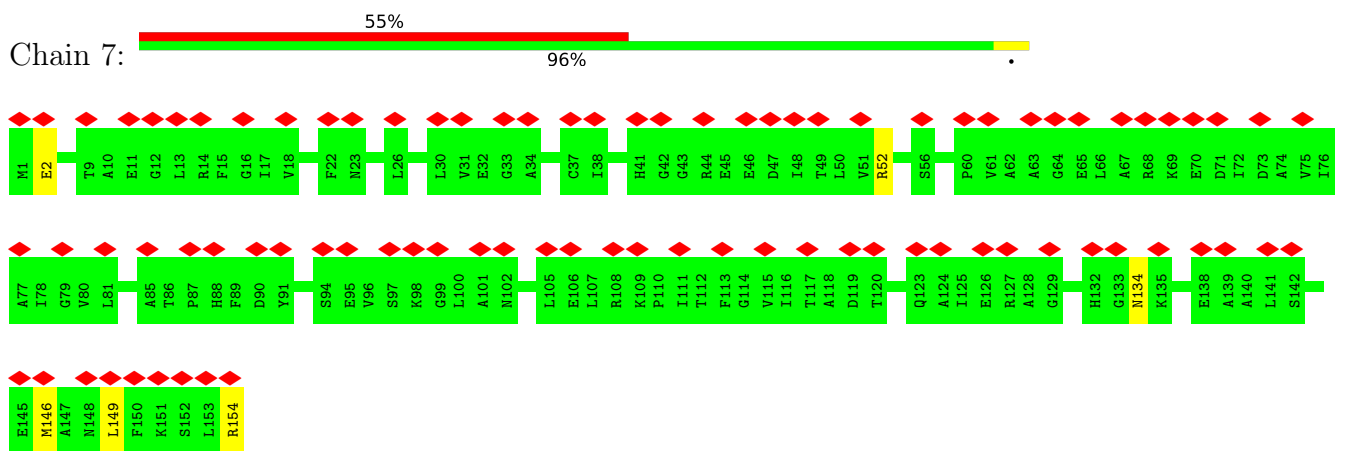 55%
Chain 7:
96%
.
M1 E2 T9 A10 E11 G12 L13 R14 F15 G16 I17 V18 F22 N23 L26 L30 V31 E32 G33 A34 C37 I38 H41 G42 G43 R44 E45 E46 D47 I48 T49 L50 V51 R52 S56 P60 V61 A62 A63 G64 E65 L66 A67 R68 K69 E70 D71 I72 D73 A74 V75 I76
A77 I78 G79 V80 L81 A85 T86 P87 H88 F89 D90 Y91 S94 E95 V96 S97 K98 G99 L100 A101 N102 L105 E106 L107 R108 K109 P110 I111 T112 F113 G114 V115 I116 T117 A118 D119 T120 Q123 A124 I125 E126 R127 A128 G129 H132 G133 N134 K135 E138 A139 A140 L141 S142
E145 M146 A147 N148 L149 F150 K151 S152 L153 R154